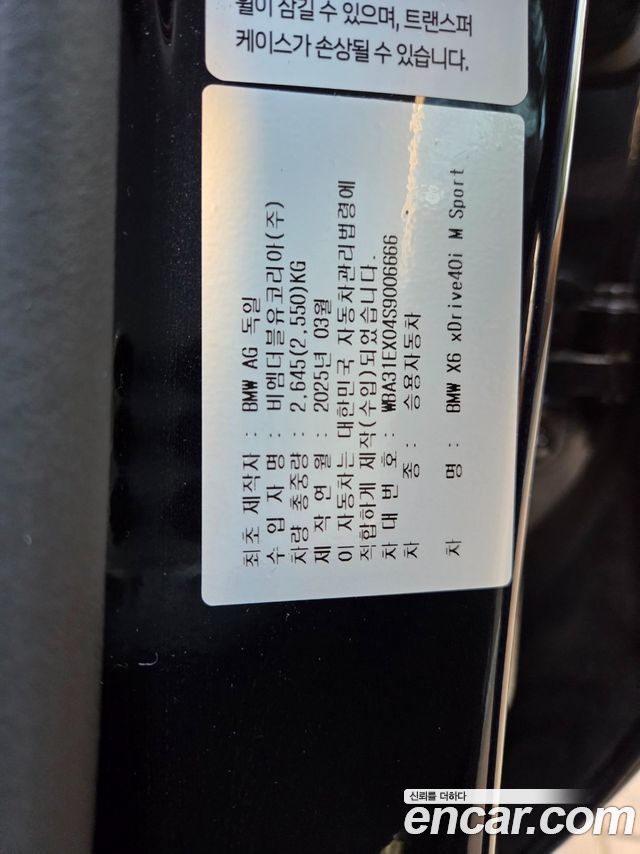 휠이 잠길 수 있으며, 트랜스퍼
케이스가 손상될 수 있습니다.
최초 제작자 : BMW AG 독일
수 입 자 명 : 비엠더블유코리아(주)
차량 총중량 : 2,645(2,550)KG
제 작 연 월 : 2025년 03월
이 자동차는 대한민국 자동차관리법령에
적합하게 제작(수입)되었습니다.
차 대 번 호 : WBA31EX04S9006666
차 종 : 승용자동차
차 명 : BMW X6 xDrive40i M Sport
신뢰를 더하다
encar.com